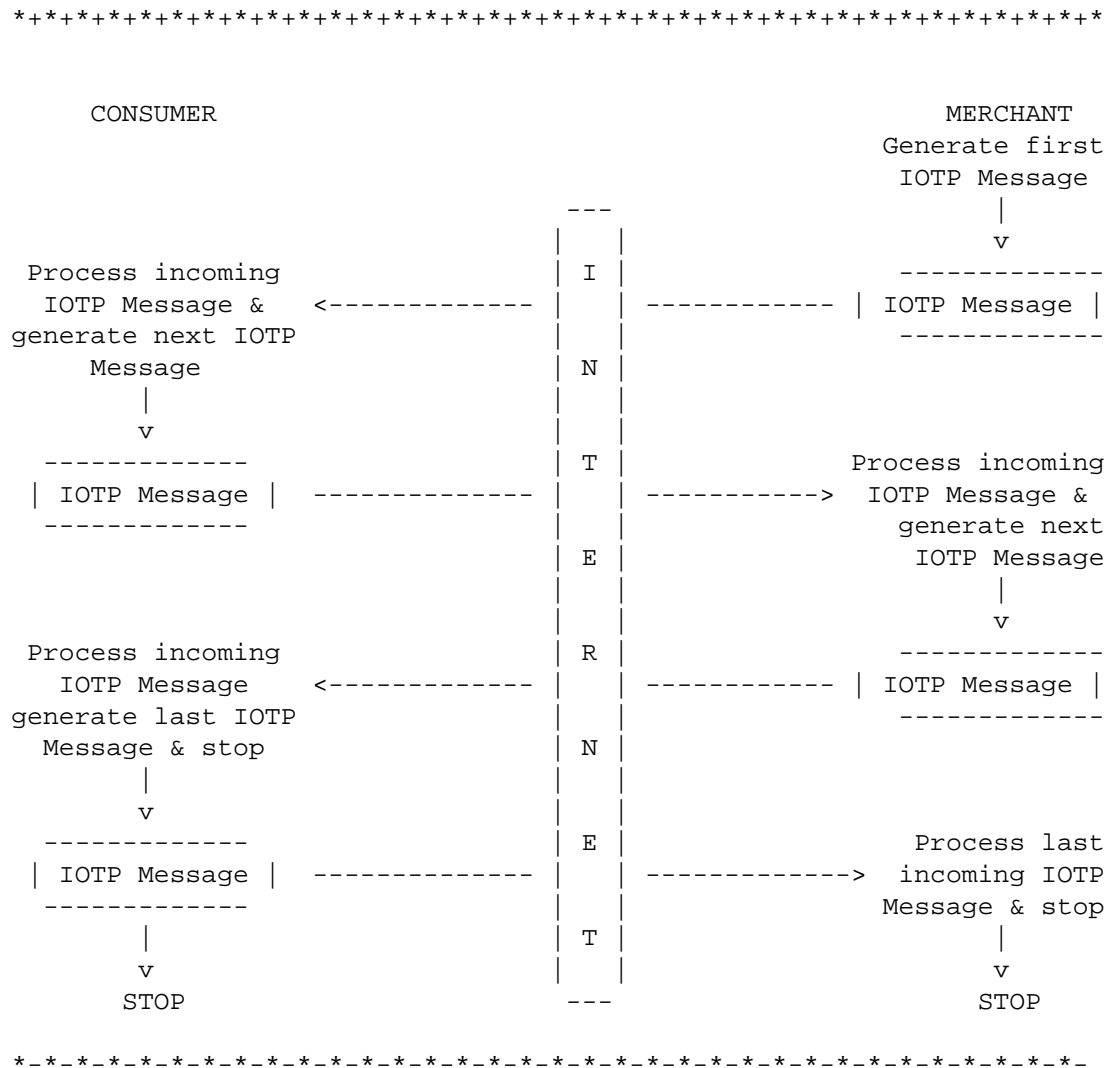 *+*+*+*+*+*+*+*+*+*+*+*+*+*+*+*+*+*+*+*+*+*+*+*+*+*+*+*+*+*+*+*+*+*+*
CONSUMER MERCHANT
Generate first
IOTP Message
---
| | v
Process incoming | I | -------------
IOTP Message & <------------- | | ------------ | IOTP Message |
generate next IOTP | | -------------
Message | N |
| | |
v | |
------------- | T | Process incoming
| IOTP Message | -------------- | | -----------> IOTP Message &
------------- | | generate next
| E | IOTP Message
| | |
| | v
Process incoming | R | -------------
IOTP Message <------------- | | ------------ | IOTP Message |
generate last IOTP | | -------------
Message & stop | N |
| | |
v | |
------------- | E | Process last
| IOTP Message | -------------- | | -------------> incoming IOTP
------------- | | Message & stop
| | T | |
v | | v
STOP --- STOP
*-*-*-*-*-*-*-*-*-*-*-*-*-*-*-*-*-*-*-*-*-*-*-*-*-*-*-*-*-*-*-*-*-*-